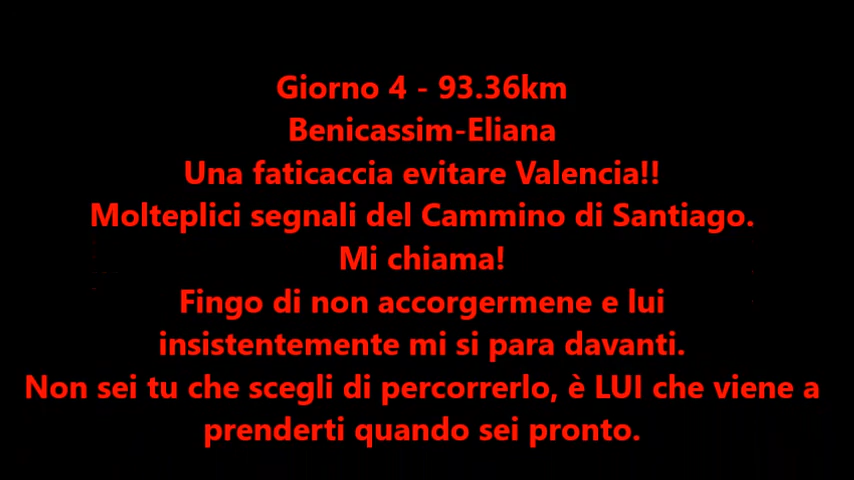 Giorno 4 - 93.36km
Benicassim-Eliana
Una faticaccia evitare Valencia!!
Molteplici segnali del Cammino di Santiago.
Mi chiama!
Fingo di non accorgermene e lui
insistentemente mi si para davanti.
Non sei tu che scegli di percorrerlo, è LUI che viene a
prenderti quando sei pronto.